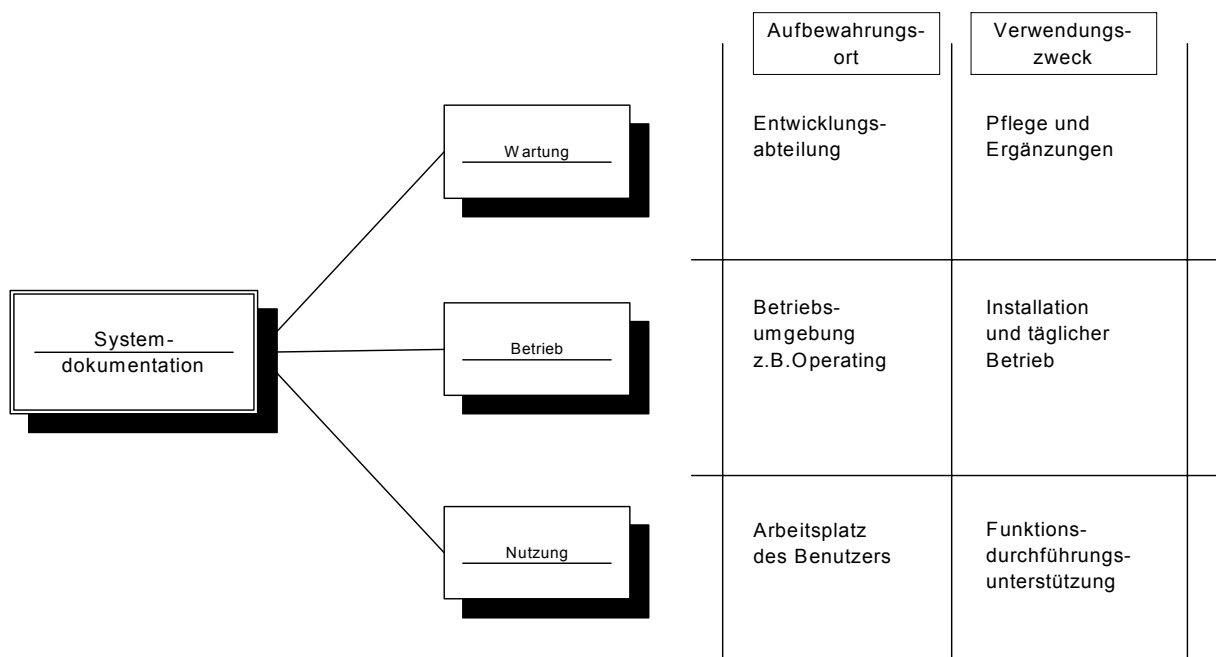 Aufbewahrungs-
ort
Verwendungs-
zweck
Wartung
Entwicklungs-
abteilung
Pflege und
Ergänzungen
System-
dokumentation
Betrieb
Betriebs-
umgebung
z.B.Operating
Installation
und täglicher
Betrieb
Nutzung
Arbeitsplatz
des Benutzers
Funktions-
durchführungs-
unterstützung